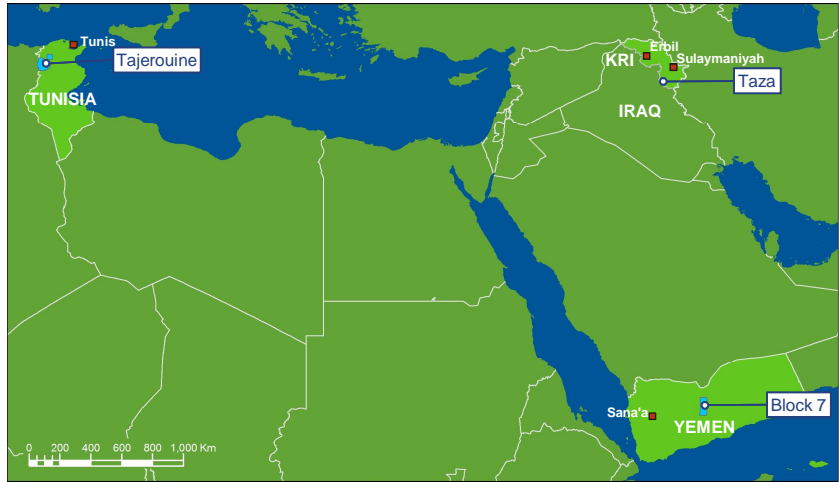 Tunis
Tajerouine
TUNISIA
Erbil
KRI
Sulaymaniyah
Taza
IRAQ
Sana'a
Block 7
YEMEN
0 200 400 600 800 1,000 Km